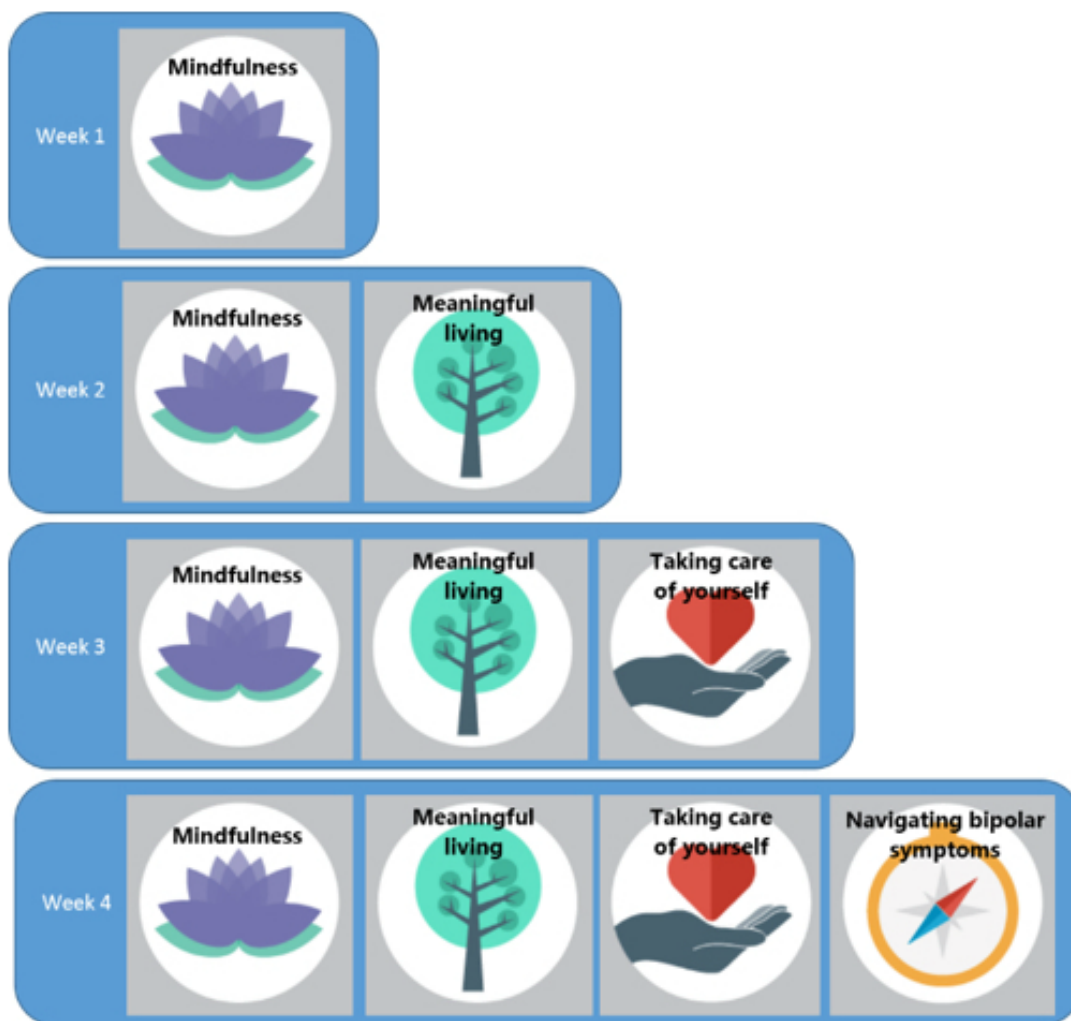 Week 1
Mindfulness
Week 2
Mindfulness
Meaningful
living
Week 3
Mindfulness
Meaningful
living
Taking care
of yourself
Week 4
Mindfulness
Meaningful
living
Taking care
of yourself
Navigating bipolar
symptoms